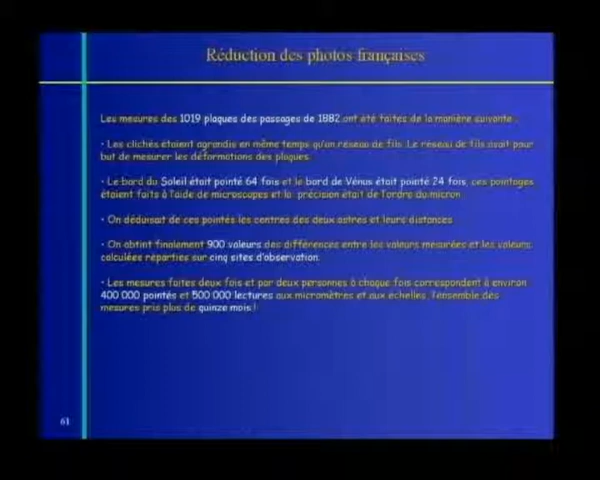 Réduction des photos françaises
Les mesures des 1019 plaques des passages de 1882 ont été faites de la manière suivante :
• Les clichés étaient agrandis en même temps qu'un réseau de fils. Le réseau de fils avait pour
but de mesurer les déformations des plaques.
• Le bord du Soleil était pointé 64 fois et le bord de Vénus était pointé 24 fois, ces pointages
étaient faits à l'aide de microscopes et la précision était de l'ordre du micron.
• On déduisait de ces pointés les centres des deux astres et leurs distances.
• On obtint finalement 900 valeurs des différences entre les valeurs mesurées et les valeurs
calculées réparties sur cinq sites d'observation.
• Les mesures faites deux fois et par deux personnes à chaque fois correspondent à environ
400 000 pointés et 500 000 lectures aux micromètres et aux échelles, l'ensemble des
mesures pris plus de quinze mois !
61